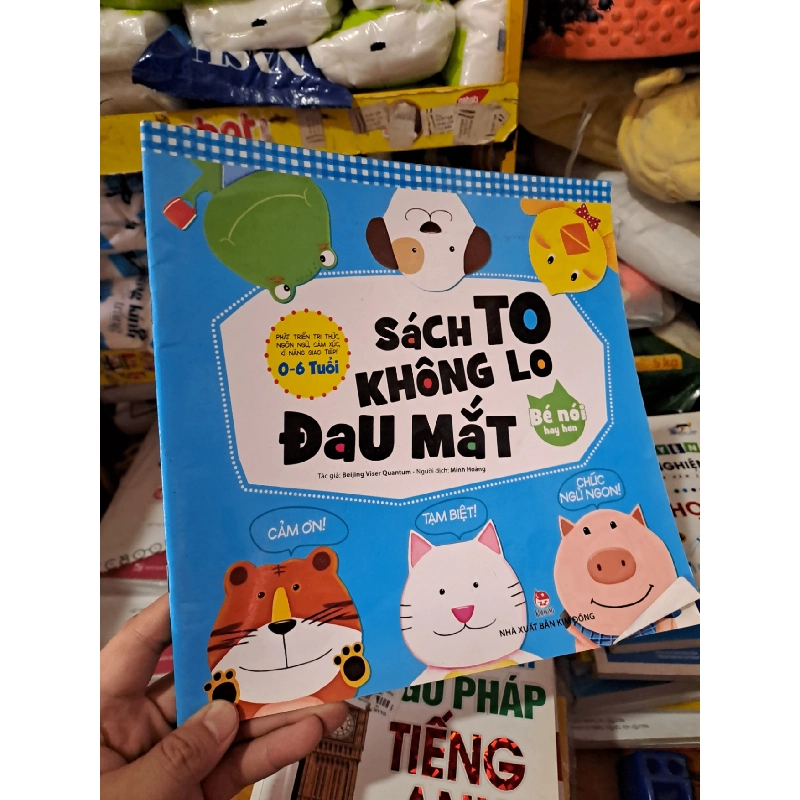 PHÁT TRIỂN TRI THỨC,
NGÔN NGỮ, CẢM XÚC,
KĨ NĂNG GIAO TIẾP!
0-6 Tuổi
Sách TO
KHÔNG LO
ĐAU MẮT
Bé nói
hay hen
Tác giả: Beijing Viser Quantum - Người dịch: Minh Hoàng
CẢM ƠN!
TẠM BIỆT!
CHÚC
NGỦ NGON!
NHÀ XUẤT BẢN KIM ĐỒNG
PHÁP
TIẾNG
5 kg